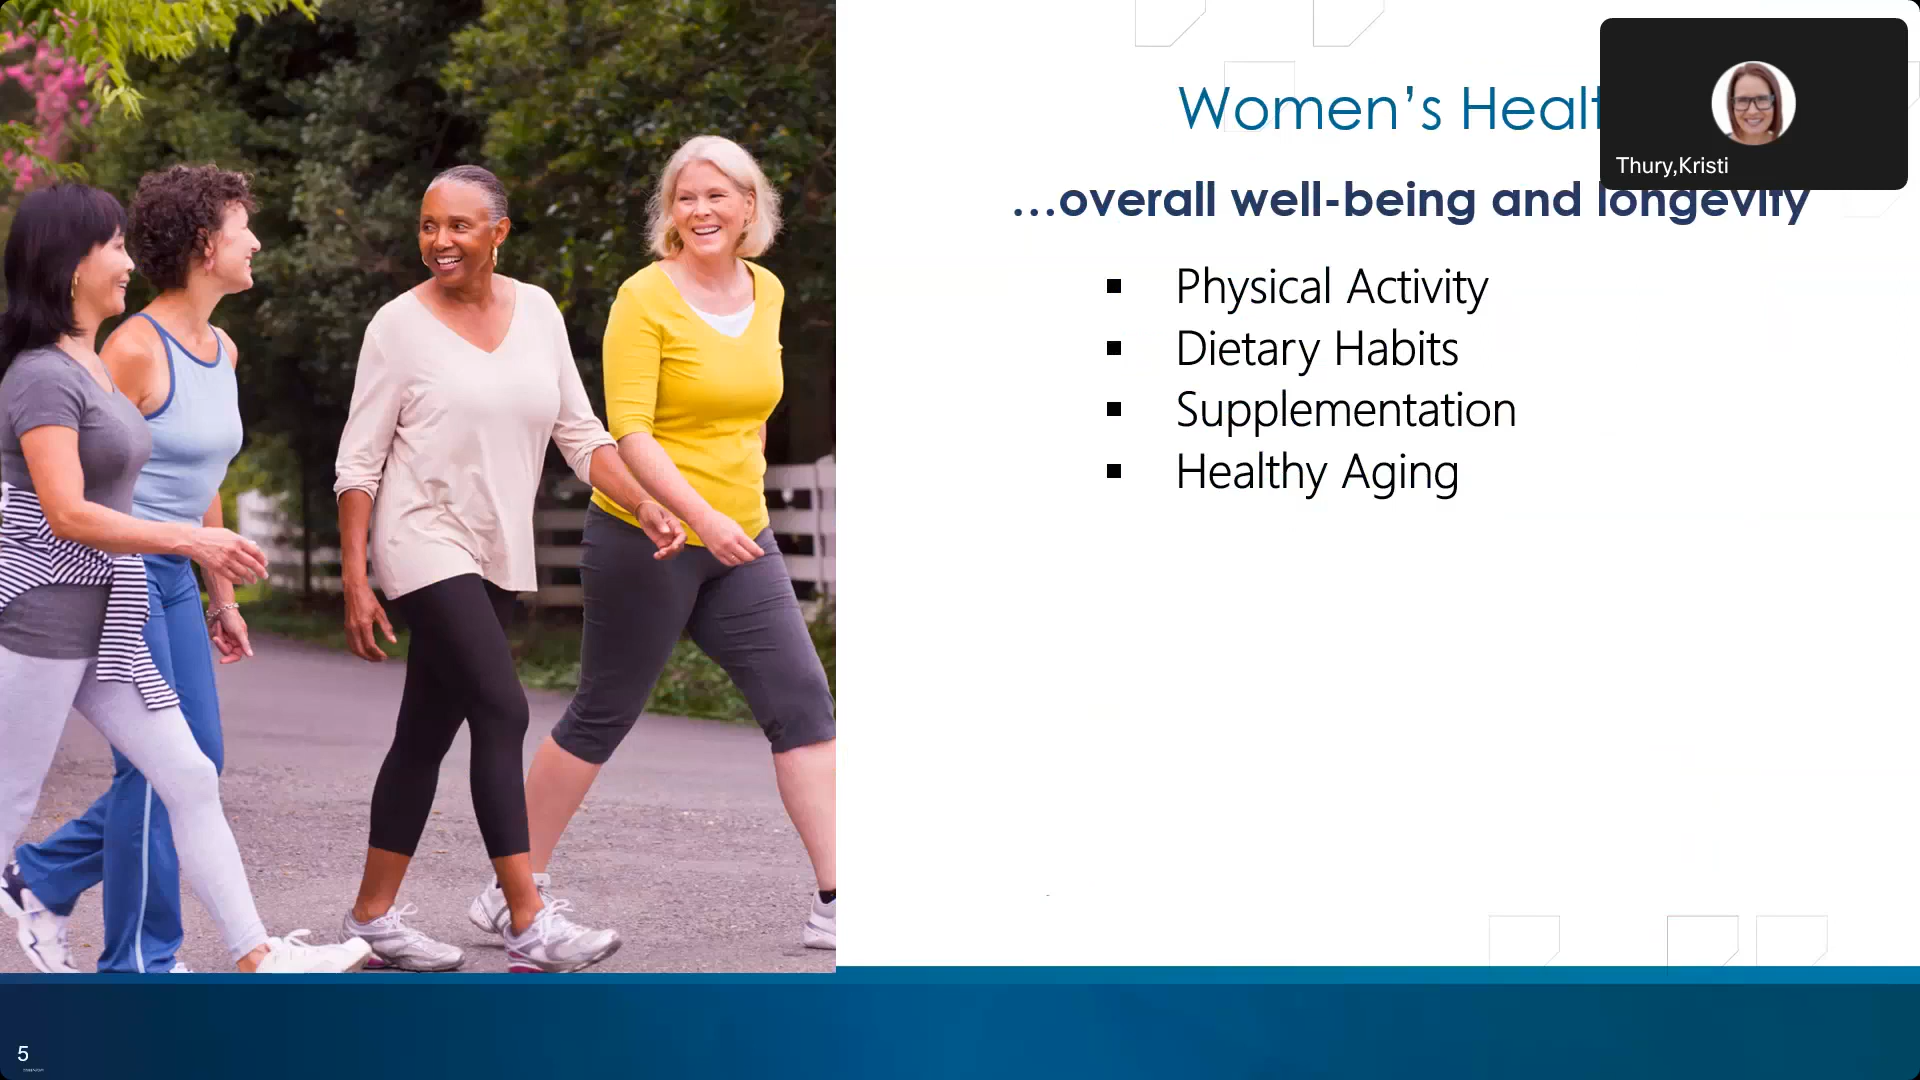 Women’s Healt
Thury,Kristi
...overall well-being and longevity
▪ Physical Activity
▪ Dietary Habits
▪ Supplementation
▪ Healthy Aging
5